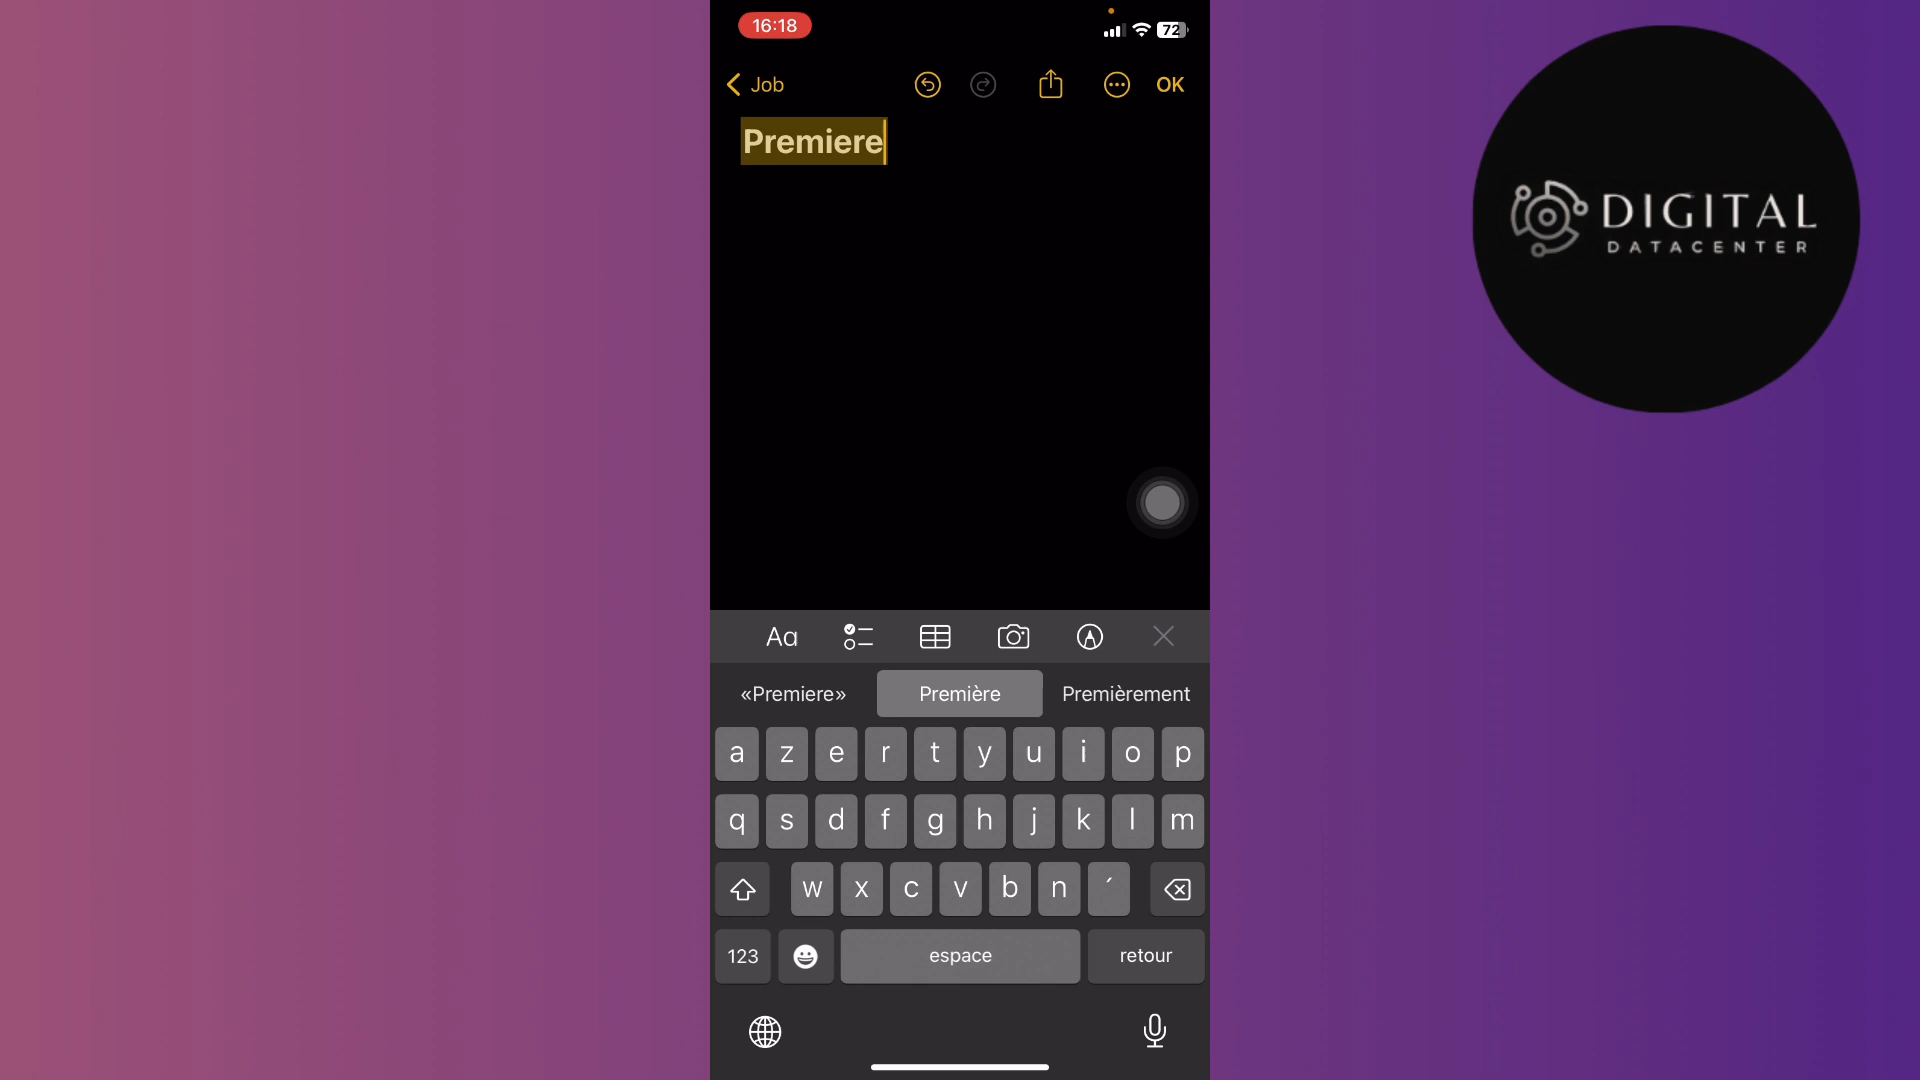 16:18
72
Job
OK
Premiere
DIGITAL
DATACENTER
Aa
«Premiere» Première Premièrement
a z e r t y u i o p
q s d f g h j k l m
w x c v b n ´
123 espace retour